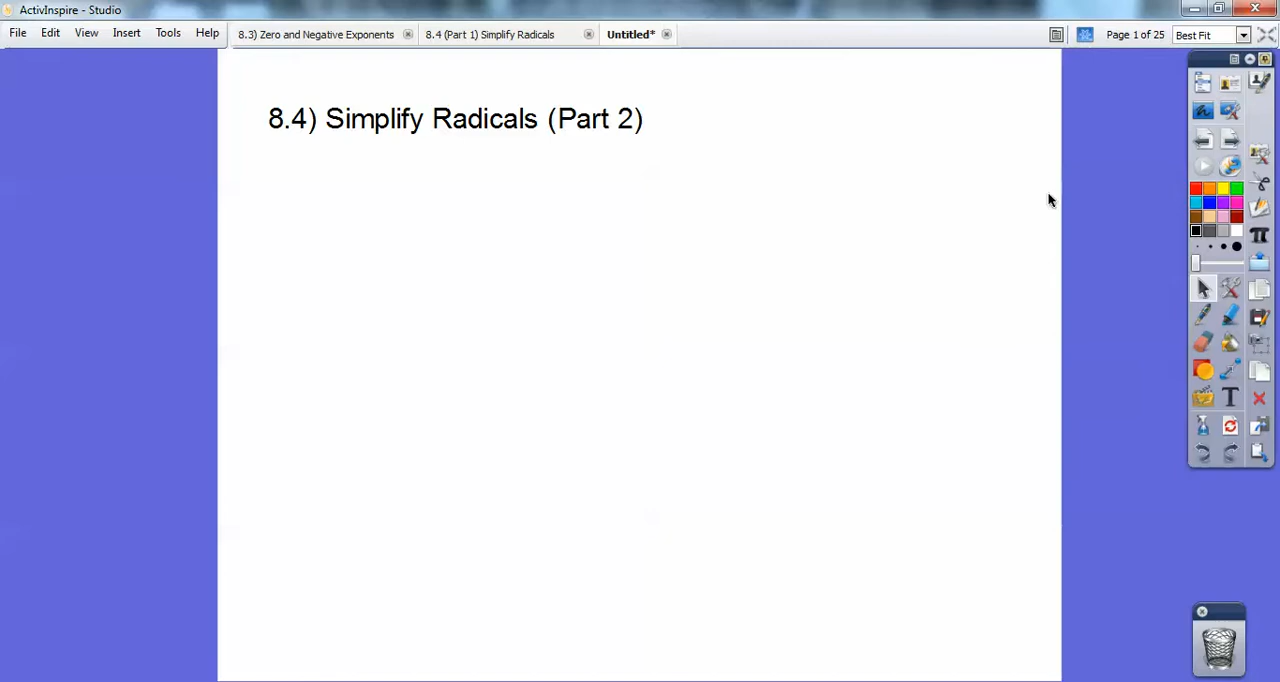 ActivInspire - Studio
File Edit View Insert Tools Help
8.3) Zero and Negative Exponents 8.4 (Part 1) Simplify Radicals Untitled* Page 1 of 25 Best Fit
8.4) Simplify Radicals (Part 2)